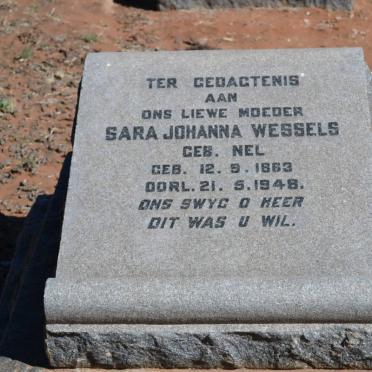 TER GEDAGTENIS
AAN
ONS LIEWE MOEDER
SARA JOHANNA WESSELS
GEB. NEL
GEB. 12. 9. 1863
OORL. 21. 5. 1948.
ONS SWYG O HEER
DIT WAS U WIL.